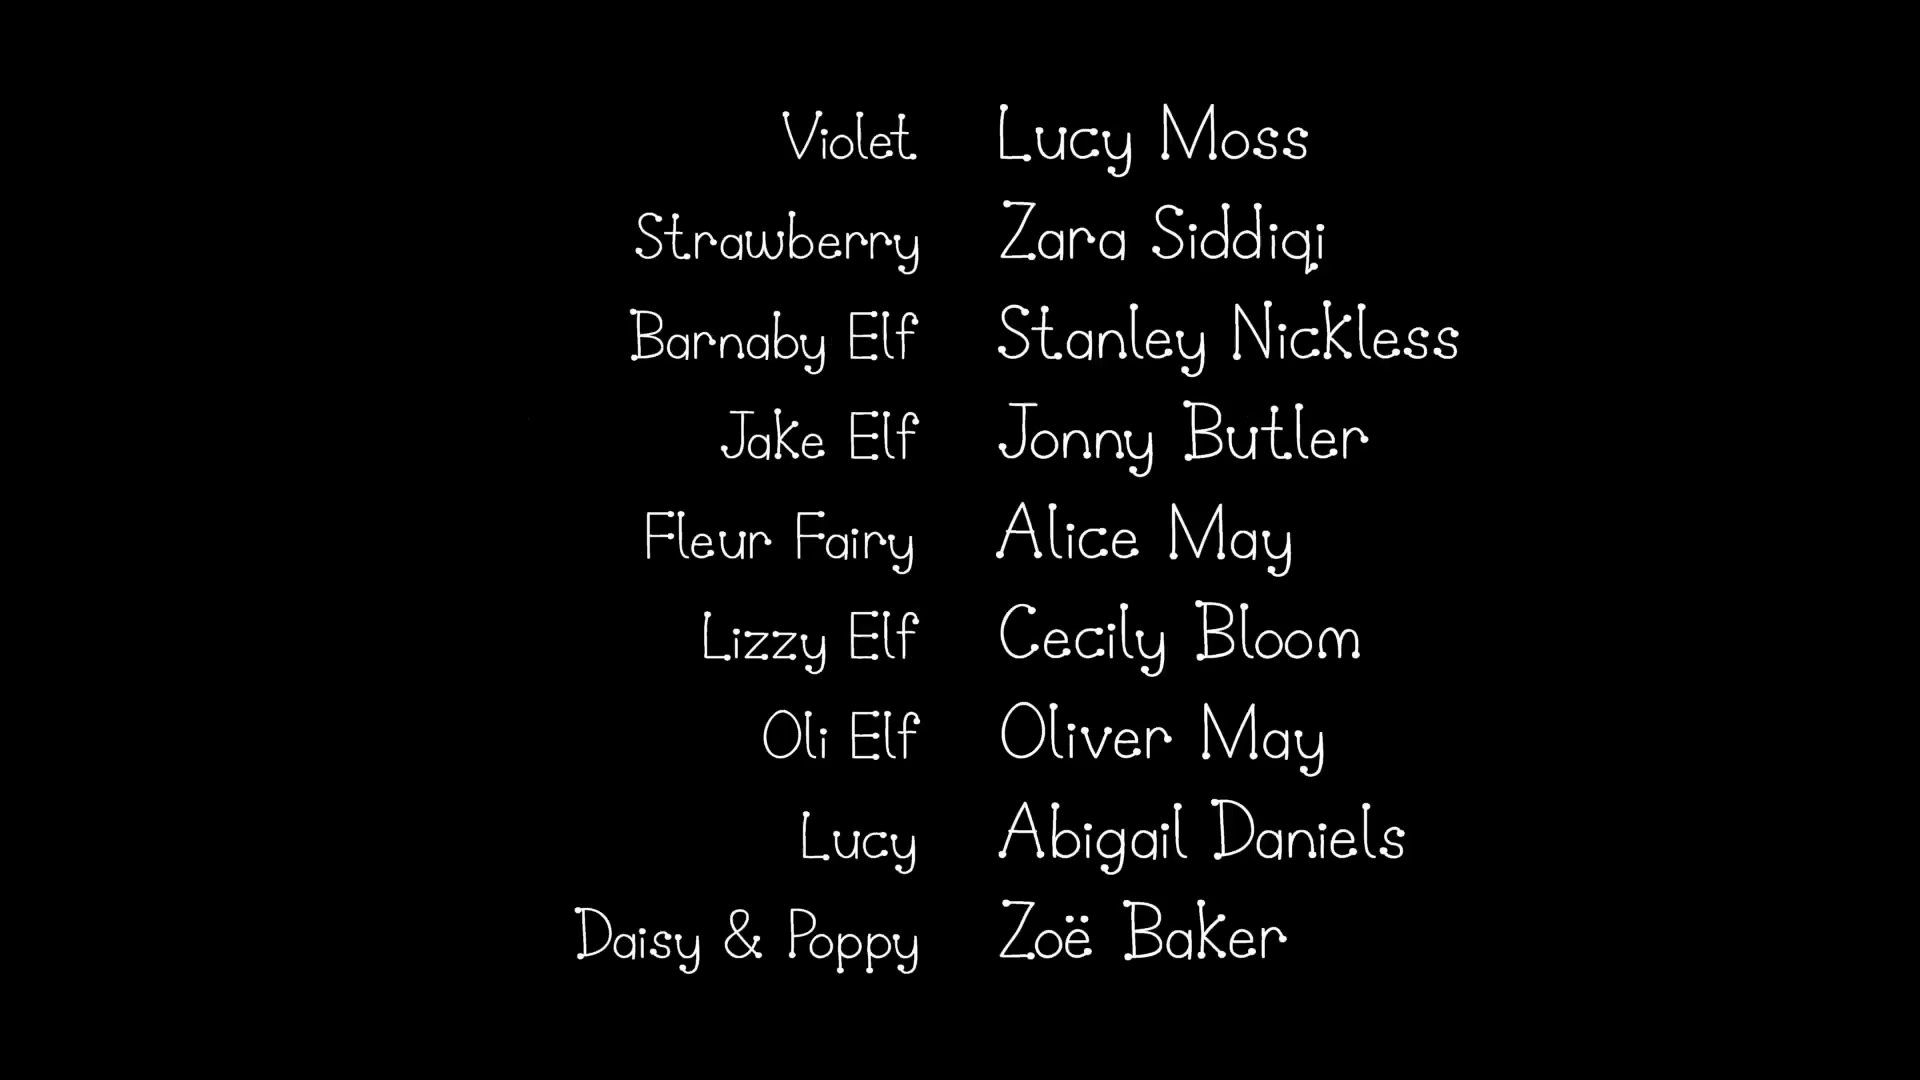 Violet Lucy Moss
Strawberry Zara Siddiqi
Barnaby Elf Stanley Nickless
Jake Elf Jonny Butler
Fleur Fairy Alice May
Lizzy Elf Cecily Bloom
Oli Elf Oliver May
Lucy Abigail Daniels
Daisy & Poppy Zoë Baker